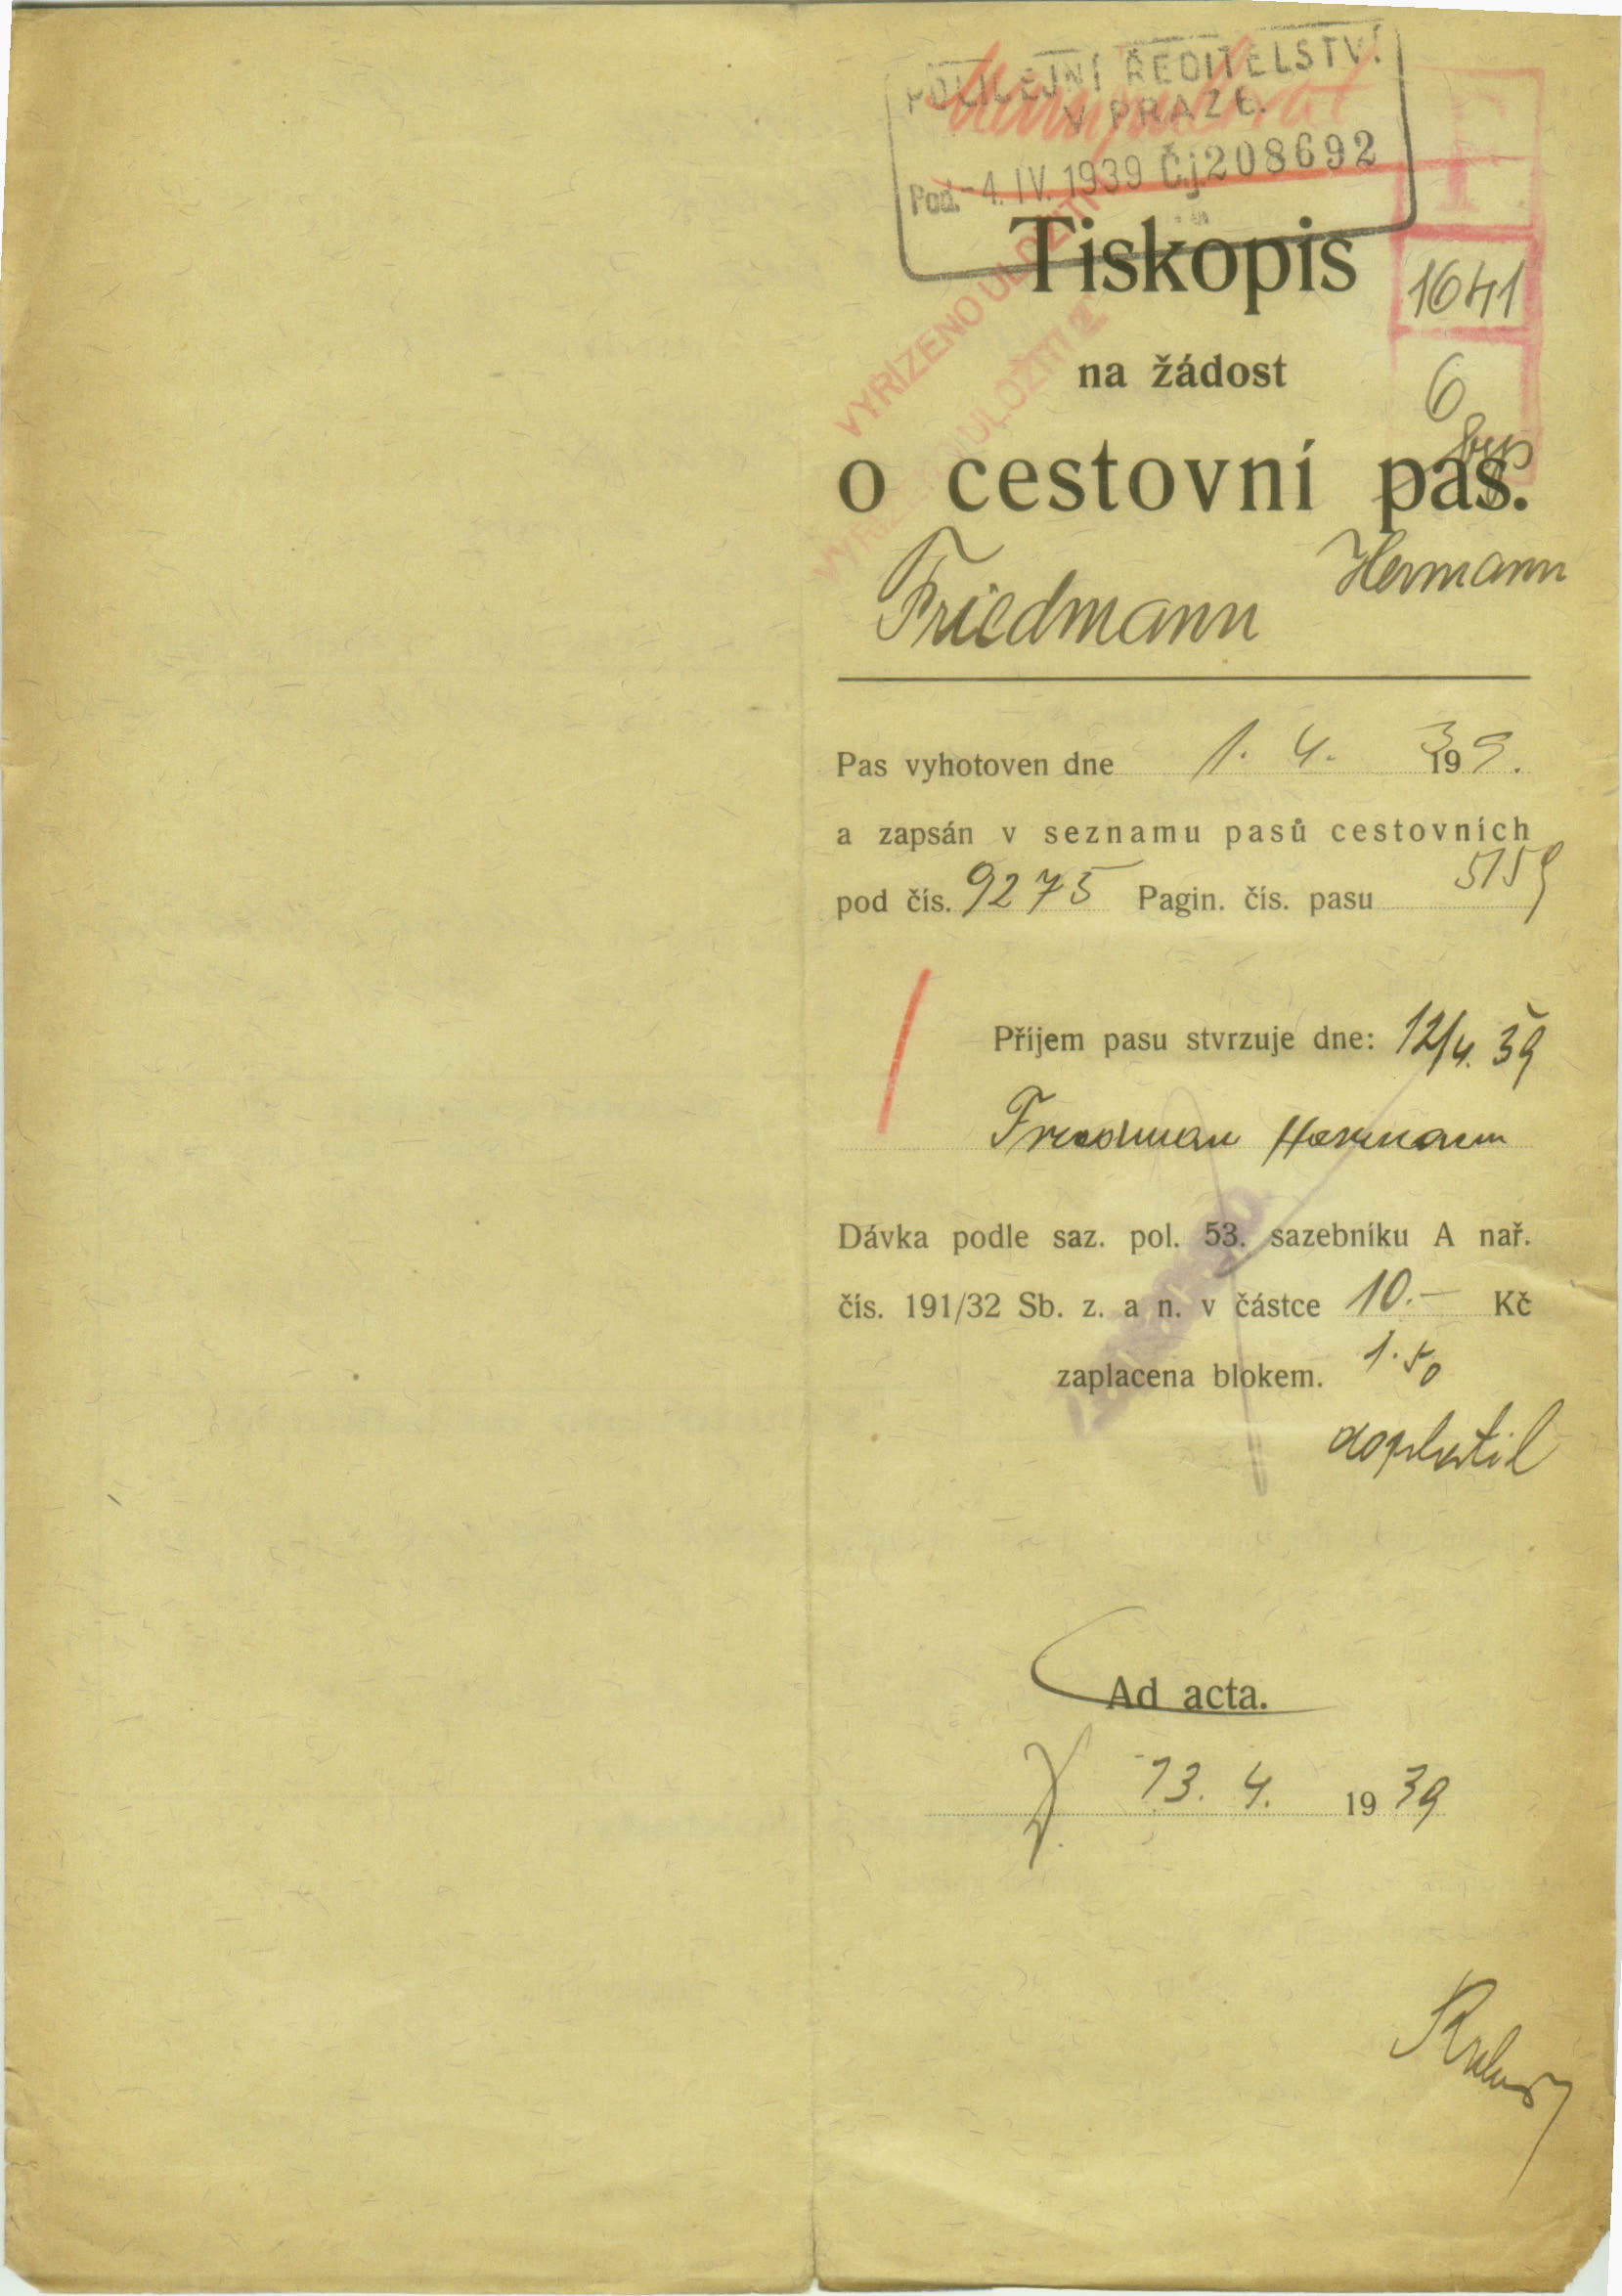 POLICEJNÍ ŘEDITELSTVÍ
V PRAZE.
Pod. -4. IV. 1939 Č.j. 208692
F
Tiskopis
1641
na žádost
6
VYŘÍZENO ULOŽITI
o cestovní pas.
Hermann
Friedmann
Pas vyhotoven dne 1. 4. 1939.
a zapsán v seznamu pasů cestovních
pod čís. 9275 Pagin. čís. pasu 5159
Příjem pasu stvrzuje dne: 12/4. 39
Friedman Hermann
Dávka podle saz. pol. 53. sazebníku A nař.
čís. 191/32 Sb. z. a n. v částce 10.— Kč
zaplacena blokem. 1.50
doplatil
Ad acta.
13. 4. 1939